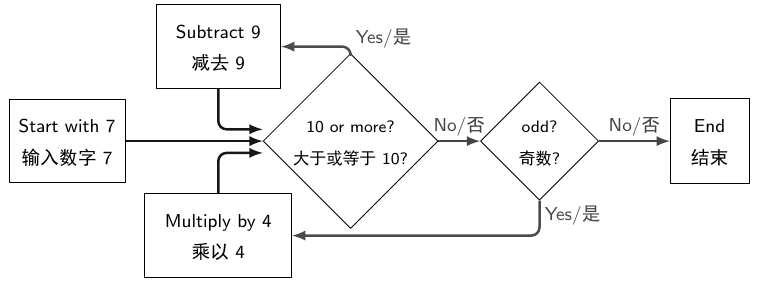 Subtract 9
减去 9
Yes/是
Start with 7
输入数字 7
10 or more?
大于或等于 10?
No/否
odd?
奇数?
No/否
End
结束
Yes/是
Multiply by 4
乘以 4